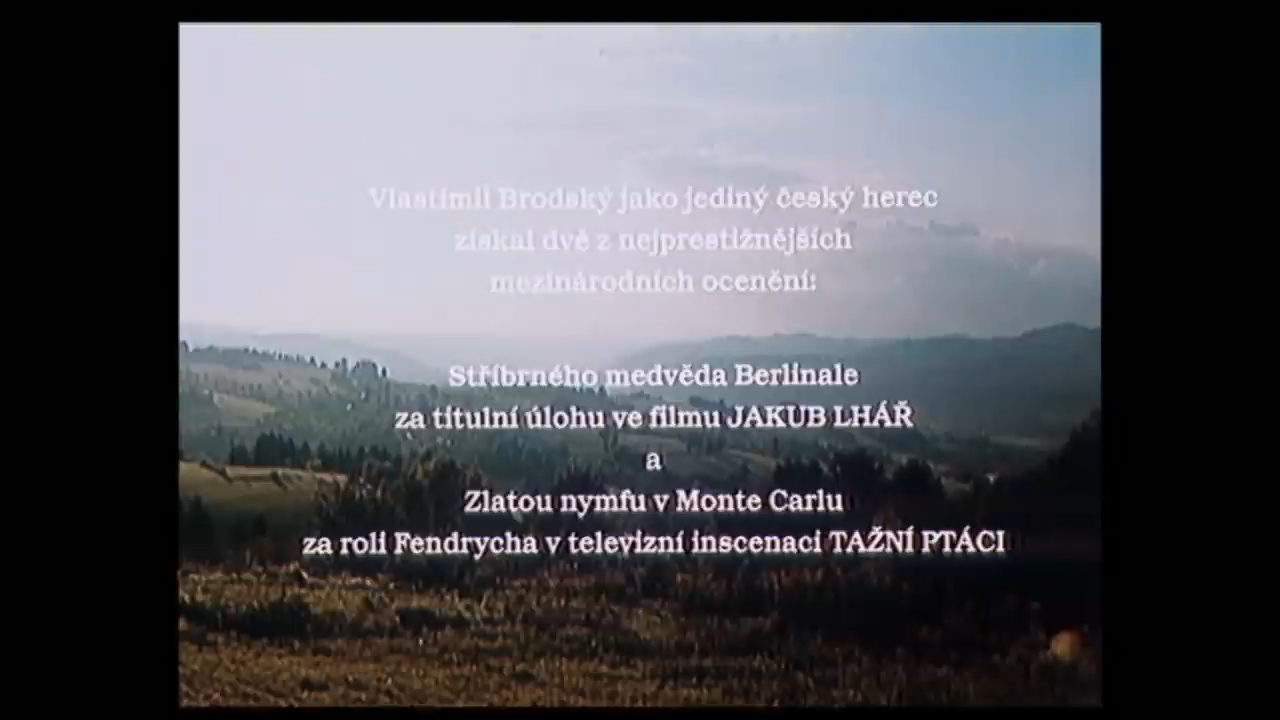 Vlastimil Brodský jako jediný český herec
získal dvě z nejprestižnějších
mezinárodních ocenění:
Stříbrného medvěda Berlinale
za titulní úlohu ve filmu JAKUB LHÁŘ
a
Zlatou nymfu v Monte Carlu
za roli Fendrycha v televizní inscenaci TAŽNÍ PTÁCI